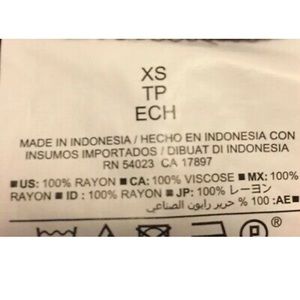 XS
TP
ECH
MADE IN INDONESIA / HECHO EN INDONESIA CON
INSUMOS IMPORTADOS / DIBUAT DI INDONESIA
RN 54023 CA 17897
■US: 100% RAYON ■CA: 100% VISCOSE ■MX: 100%
RAYON ■ID : 100% RAYON ■JP: 100% レーヨン
■AE: 100 % حرير رايون الصناعي
P